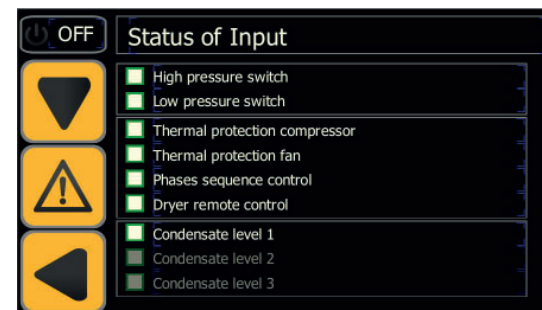 OFF
Status of Input
High pressure switch
Low pressure switch
Thermal protection compressor
Thermal protection fan
Phases sequence control
Dryer remote control
Condensate level 1
Condensate level 2
Condensate level 3